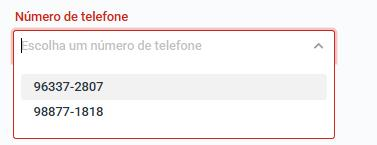 Número de telefone
Escolha um número de telefone
96337-2807
98877-1818